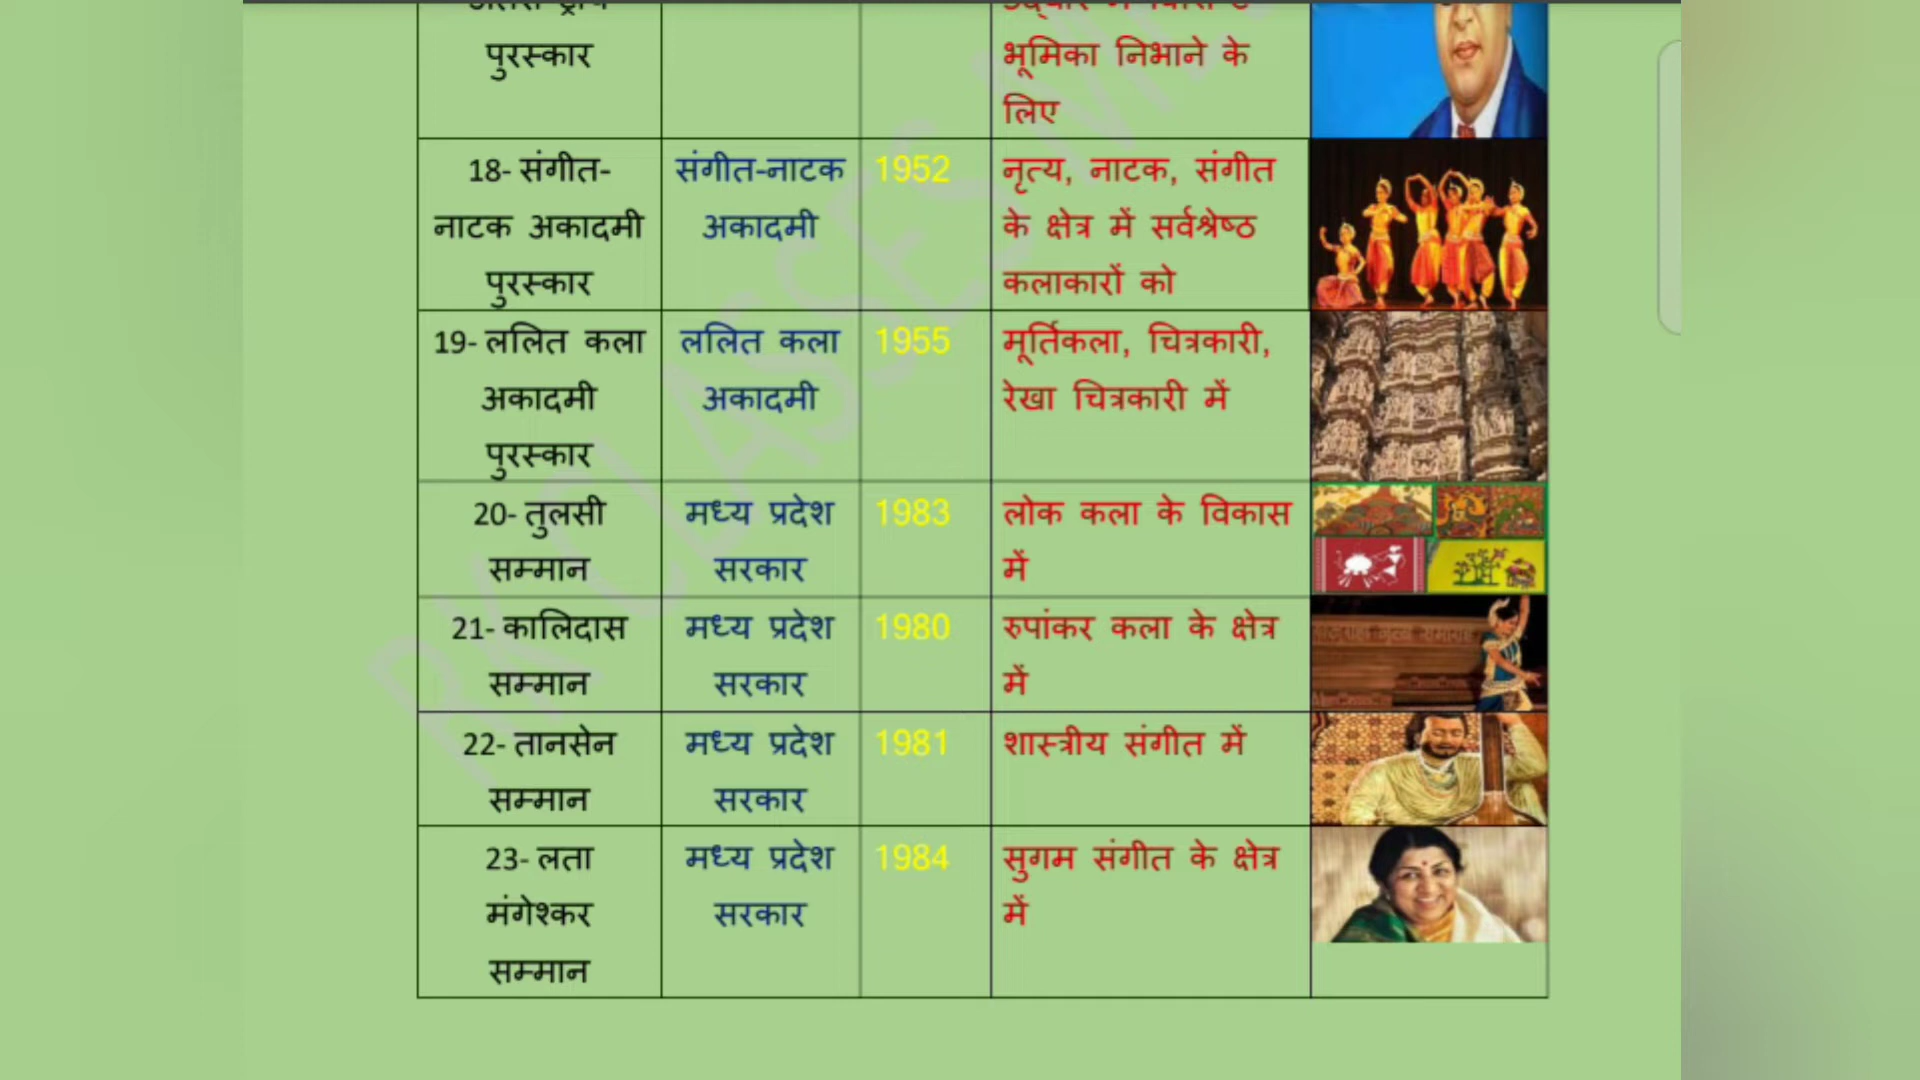 पुरस्कार
भूमिका निभाने के
लिए
18- संगीत-
नाटक अकादमी
पुरस्कार
संगीत-नाटक
अकादमी
1952
नृत्य, नाटक, संगीत
के क्षेत्र में सर्वश्रेष्ठ
कलाकारों को
19- ललित कला
अकादमी
पुरस्कार
ललित कला
अकादमी
1955
मूर्तिकला, चित्रकारी,
रेखा चित्रकारी में
20- तुलसी
सम्मान
मध्य प्रदेश
सरकार
1983
लोक कला के विकास
में
21- कालिदास
सम्मान
मध्य प्रदेश
सरकार
1980
रुपांकर कला के क्षेत्र
में
22- तानसेन
सम्मान
मध्य प्रदेश
सरकार
1981
शास्त्रीय संगीत में
23- लता
मंगेश्कर
सम्मान
मध्य प्रदेश
सरकार
1984
सुगम संगीत के क्षेत्र
में